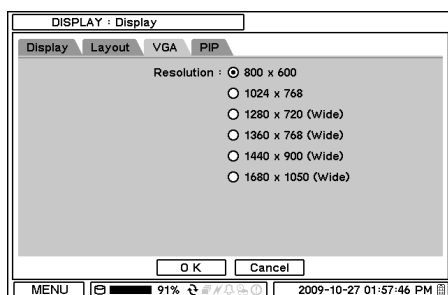 DISPLAY : Display
Display Layout VGA PIP
Resolution : 800 x 600
1024 x 768
1280 x 720 (Wide)
1360 x 768 (Wide)
1440 x 900 (Wide)
1680 x 1050 (Wide)
O K Cancel
MENU 91% 2009-10-27 01:57:46 PM